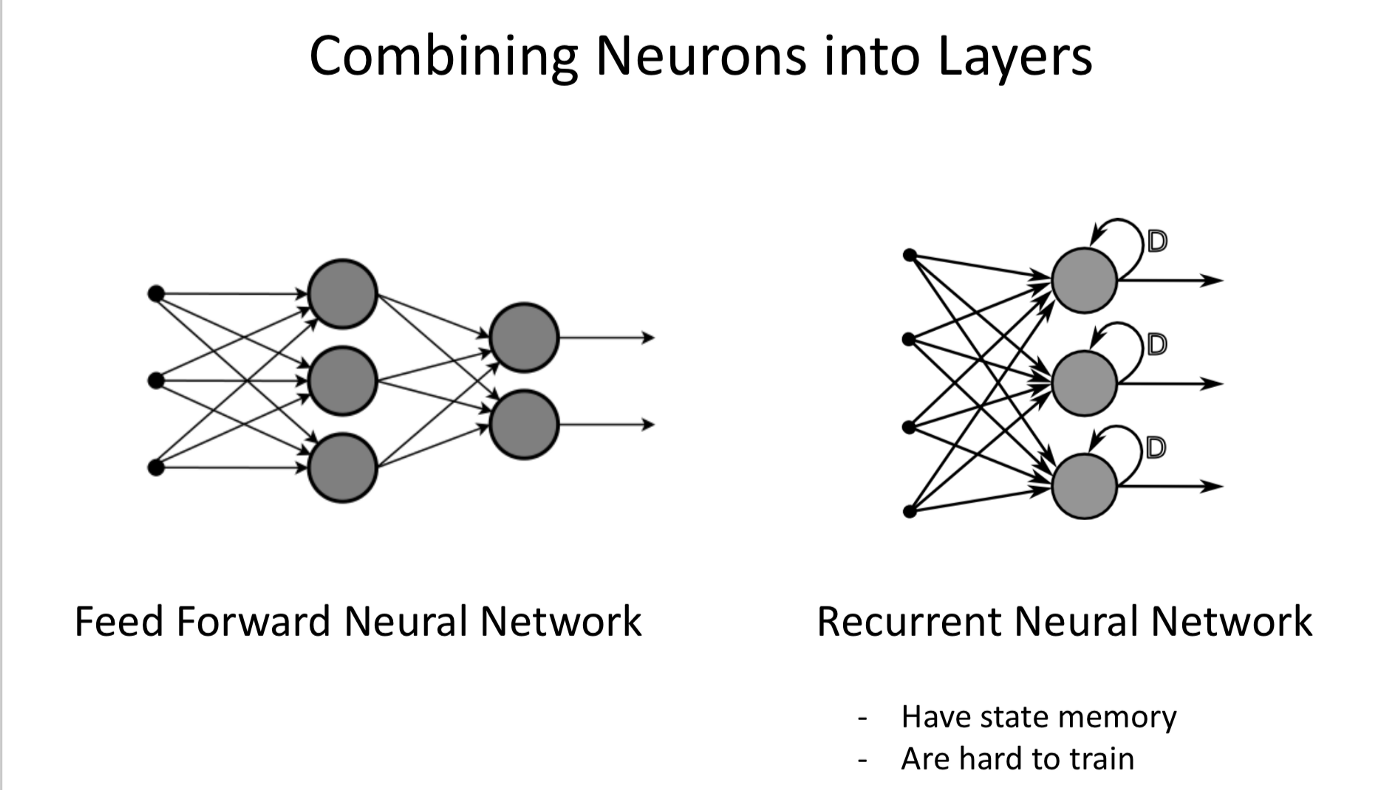 Combining Neurons into Layers
D
D
D
Feed Forward Neural Network
Recurrent Neural Network
- Have state memory
- Are hard to train